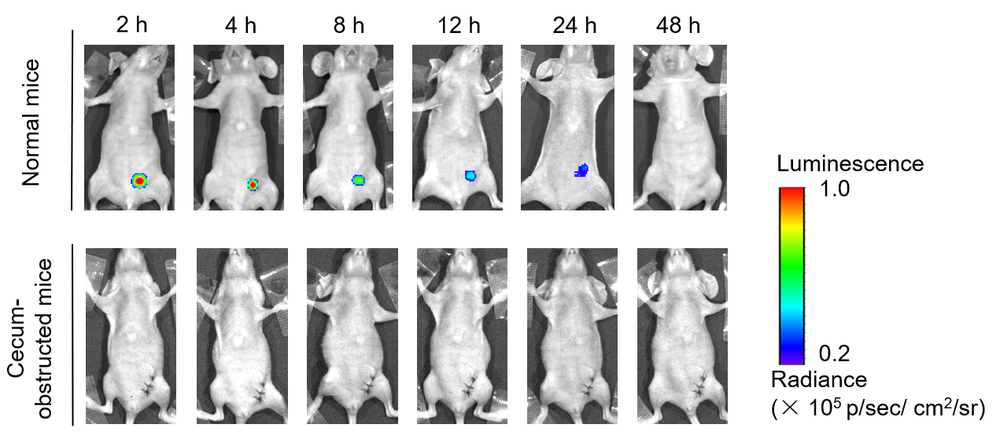 2 h 4 h 8 h 12 h 24 h 48 h
Normal mice
Cecum-
obstructed mice
Luminescence
1.0
0.2
Radiance
(× 10⁵ p/sec/ cm²/sr)